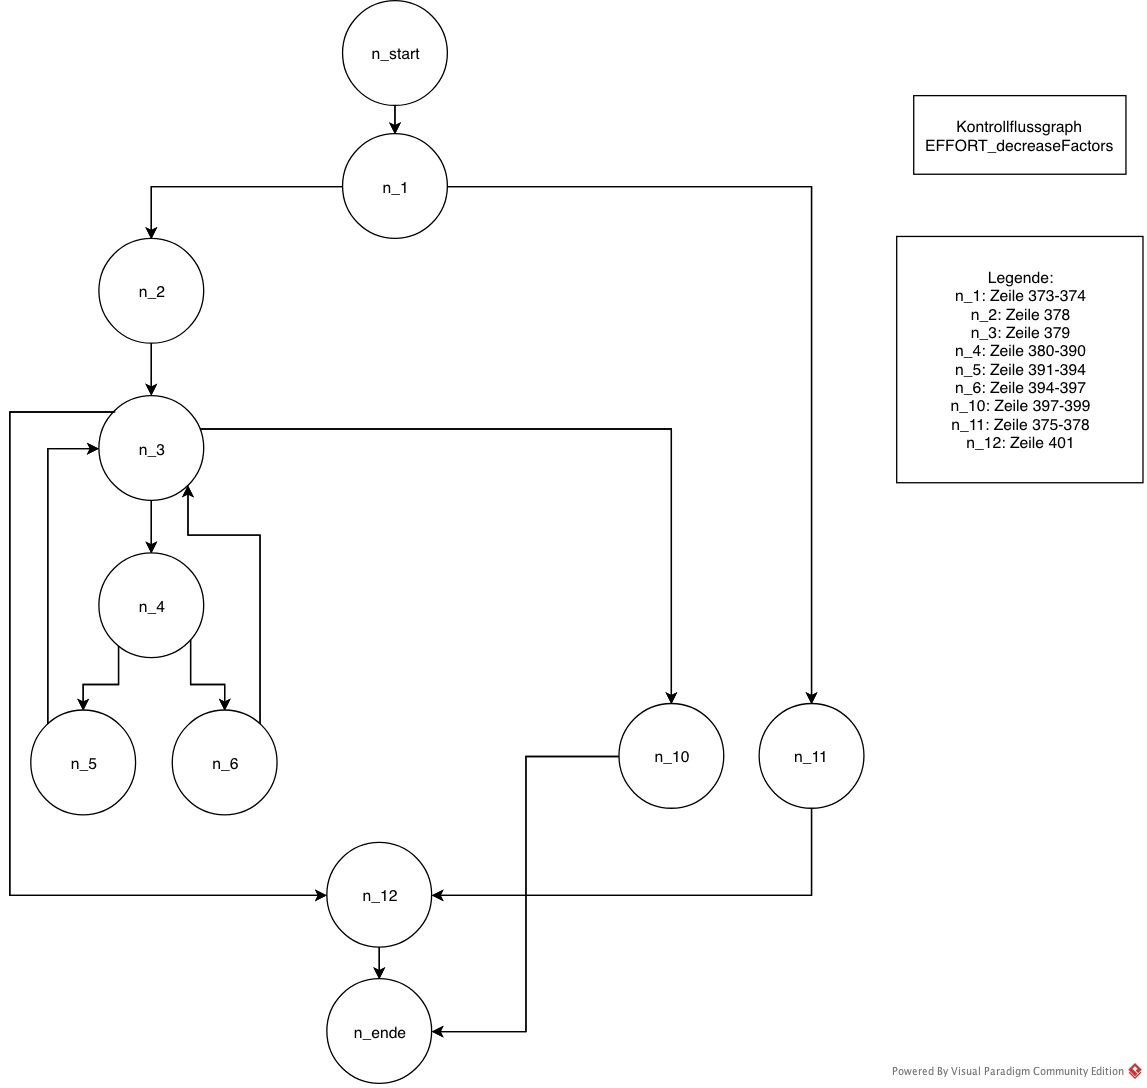 n_start
n_1
Kontrollflussgraph
EFFORT_decreaseFactors
n_2
Legende:
n_1: Zeile 373-374
n_2: Zeile 378
n_3: Zeile 379
n_4: Zeile 380-390
n_5: Zeile 391-394
n_6: Zeile 394-397
n_10: Zeile 397-399
n_11: Zeile 375-378
n_12: Zeile 401
n_3
n_4
n_5
n_6
n_10
n_11
n_12
n_ende
Powered By Visual Paradigm Community Edition